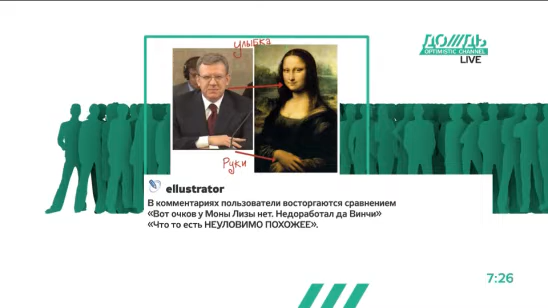 улыбка
ДОЖДЬ
OPTIMISTIC CHANNEL
LIVE
Руки
ellustrator
В комментариях пользователи восторгаются сравнением
«Вот очков у Моны Лизы нет. Недоработал да Винчи»
«Что то есть НЕУЛОВИМО ПОХОЖЕЕ».
7:26